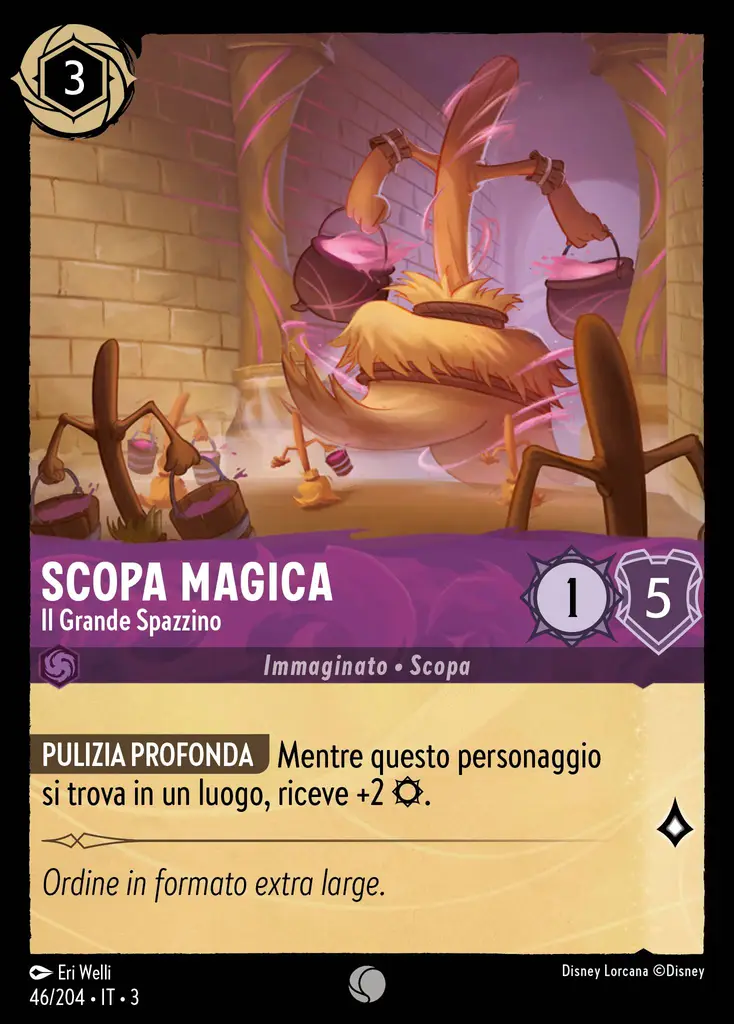 3
SCOPA MAGICA
Il Grande Spazzino
1
5
Immaginato • Scopa
PULIZIA PROFONDA Mentre questo personaggio
si trova in un luogo, riceve +2 .
Ordine in formato extra large.
Eri Welli
Disney Lorcana ©Disney
46/204 • IT • 3